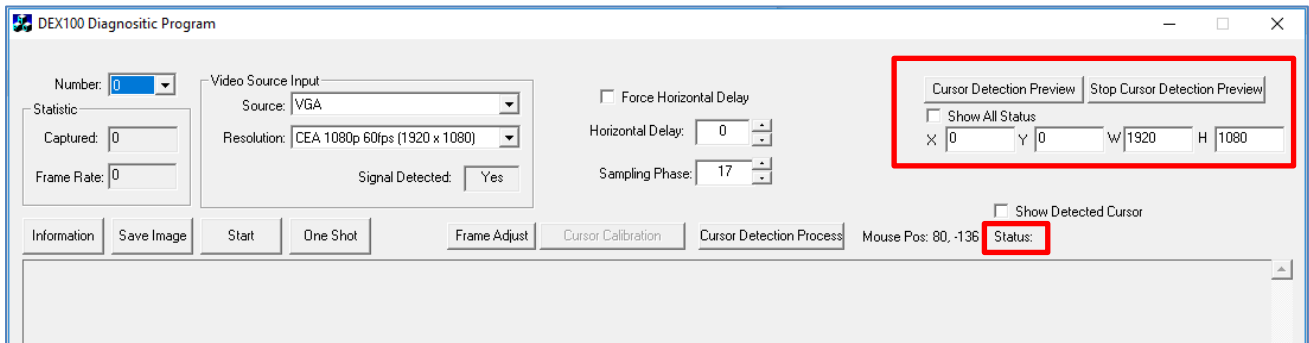 DEX100 Diagnositic Program
Number: 0
Statistic
Captured: 0
Frame Rate: 0
Video Source Input
Source: VGA
Resolution: CEA 1080p 60fps (1920 x 1080)
Signal Detected: Yes
Force Horizontal Delay
Horizontal Delay: 0
Sampling Phase: 17
Cursor Detection Preview Stop Cursor Detection Preview
Show All Status
X 0 Y 0 W 1920 H 1080
Show Detected Cursor
Information Save Image Start One Shot Frame Adjust Cursor Calibration Cursor Detection Process Mouse Pos: 80, -136 Status: